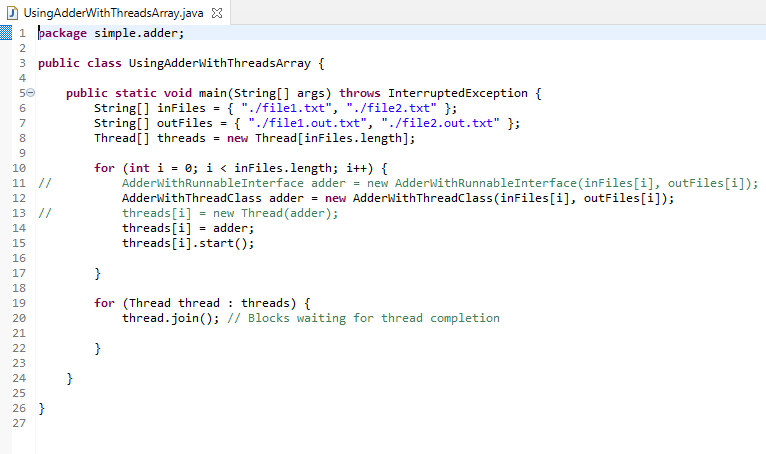 UsingAdderWithThreadsArray.java
1 package simple.adder;
2
3 public class UsingAdderWithThreadsArray {
4
5     public static void main(String[] args) throws InterruptedException {
6         String[] inFiles = { "./file1.txt", "./file2.txt" };
7         String[] outFiles = { "./file1.out.txt", "./file2.out.txt" };
8         Thread[] threads = new Thread[inFiles.length];
9
10         for (int i = 0; i < inFiles.length; i++) {
11 //          AdderWithRunnableInterface adder = new AdderWithRunnableInterface(inFiles[i], outFiles[i]);
12             AdderWithThreadClass adder = new AdderWithThreadClass(inFiles[i], outFiles[i]);
13 //          threads[i] = new Thread(adder);
14             threads[i] = adder;
15             threads[i].start();
16
17         }
18
19         for (Thread thread : threads) {
20             thread.join(); // Blocks waiting for thread completion
21
22         }
23
24     }
25
26 }
27